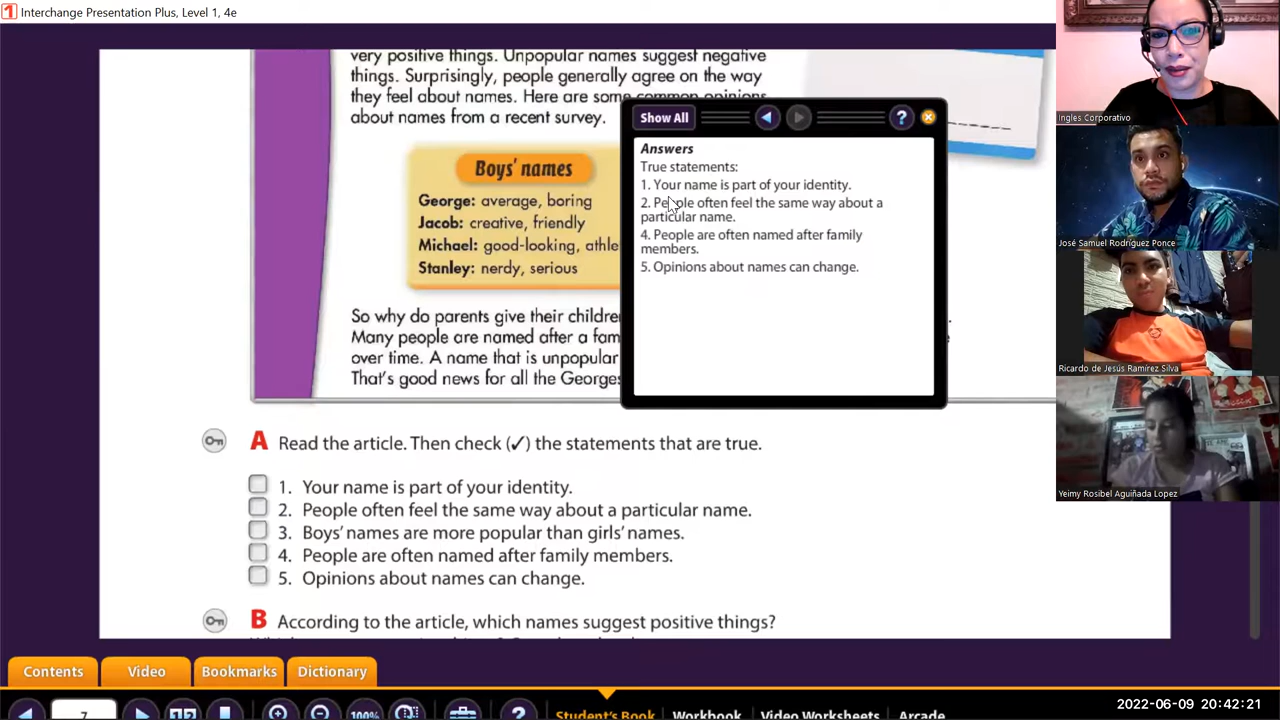 Interchange Presentation Plus, Level 1, 4e
very positive things. Unpopular names suggest negative
things. Surprisingly, people generally agree on the way
they feel about names. Here are some common opinions
about names from a recent survey.
Boys' names
George: average, boring
Jacob: creative, friendly
Michael: good-looking, athle
Stanley: nerdy, serious
So why do parents give their children
Many people are named after a fam
over time. A name that is unpopular
That's good news for all the Georges
Show All
?
Answers
True statements:
1. Your name is part of your identity.
2. People often feel the same way about a
particular name.
4. People are often named after family
members.
5. Opinions about names can change.
A Read the article. Then check (✓) the statements that are true.
1. Your name is part of your identity.
2. People often feel the same way about a particular name.
3. Boys' names are more popular than girls' names.
4. People are often named after family members.
5. Opinions about names can change.
B According to the article, which names suggest positive things?
Contents
Video
Bookmarks
Dictionary
7
100%
?
Student's Book
Workbook
Video Worksheets
Arcade
Ingles Corporativo
José Samuel Rodríguez Ponce
Ricardo de Jesús Ramírez Silva
Yeimy Rosibel Aguiñada Lopez
2022-06-09 20:42:21